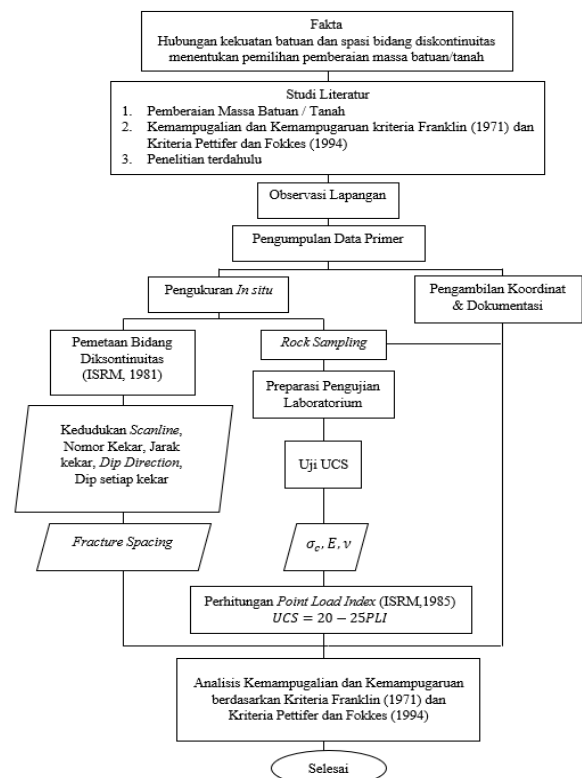 Fakta
Hubungan kekuatan batuan dan spasi bidang diskontinuitas
menentukan pemilihan pemberaian massa batuan/tanah
Studi Literatur
1. Pemberaian Massa Batuan / Tanah
2. Kemampugalian dan Kemampugaruan kriteria Franklin (1971) dan
Kriteria Pettifer dan Fokkes (1994)
3. Penelitian terdahulu
Observasi Lapangan
Pengumpulan Data Primer
Pengukuran In situ
Pengambilan Koordinat
& Dokumentasi
Pemetaan Bidang
Diksontinuitas
(ISRM, 1981)
Rock Sampling
Preparasi Pengujian
Laboratorium
Kedudukan Scanline,
Nomor Kekar, Jarak
kekar, Dip Direction,
Dip setiap kekar
Uji UCS
Fracture Spacing
σc, E, ν
Perhitungan Point Load Index (ISRM,1985)
UCS = 20 − 25PLI
Analisis Kemampugalian dan Kemampugaruan
berdasarkan Kriteria Franklin (1971) dan
Kriteria Pettifer dan Fokkes (1994)
Selesai